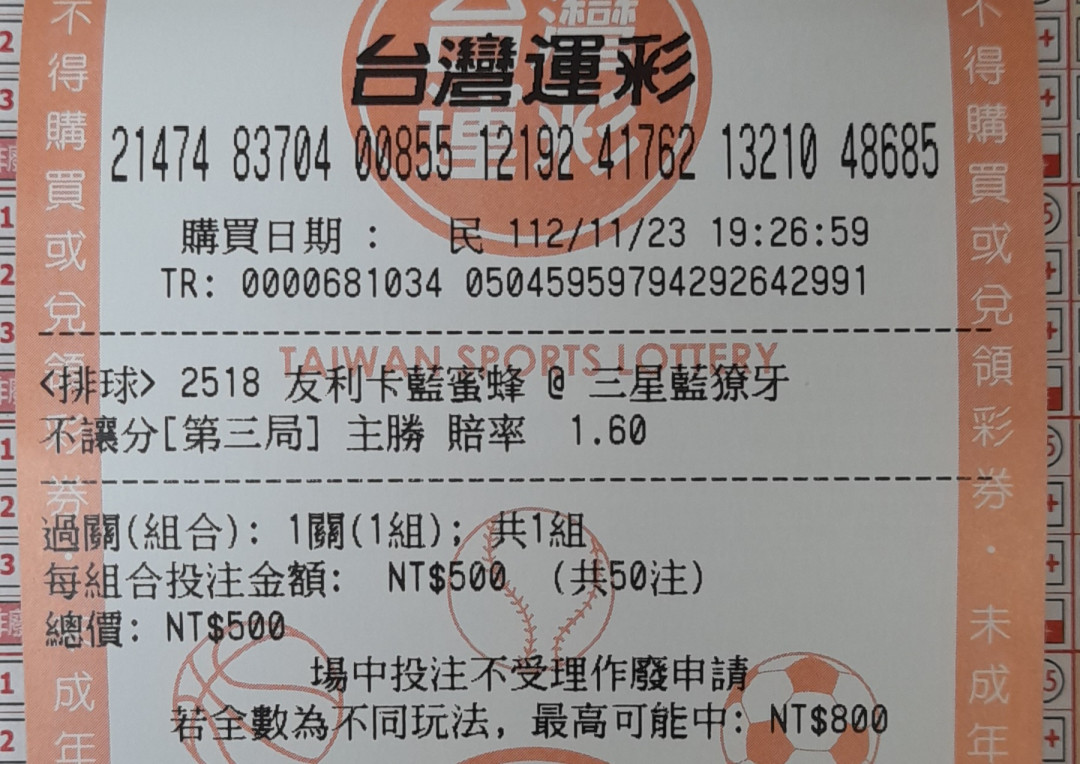 台灣運彩
21474 83704 00855 12192 41762 13210 48685
購買日期 : 民 112/11/23 19:26:59
TR: 0000681034 05045959794292642991
TAIWAN SPORTS LOTTERY
<排球> 2518 友利卡藍蜜蜂 @ 三星藍獠牙
不讓分[第三局] 主勝 賠率 1.60
過關(組合): 1關(1組); 共1組
每組合投注金額: NT$500 (共50注)
總價: NT$500
場中投注不受理作廢申請
若全數為不同玩法, 最高可能中: NT$800
不得購買或兌領彩券 · 未成年
不得購買或兌領彩券 · 未成年